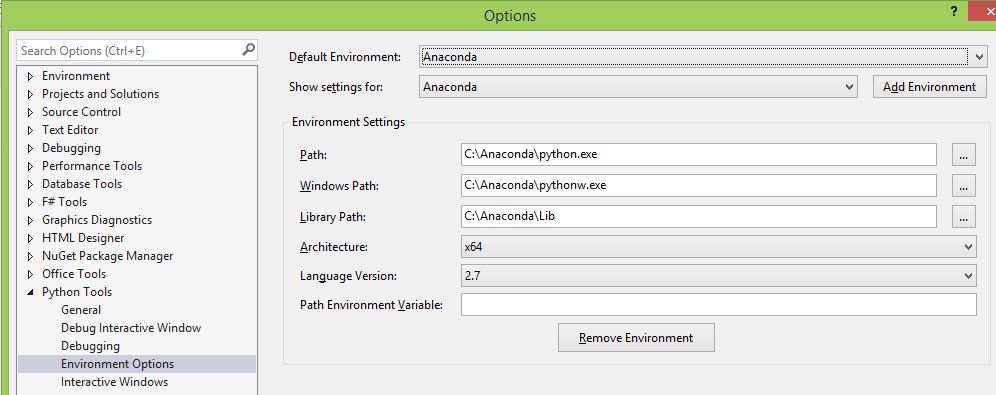 Options
?
Search Options (Ctrl+E)
Environment
Projects and Solutions
Source Control
Text Editor
Debugging
Performance Tools
Database Tools
F# Tools
Graphics Diagnostics
HTML Designer
NuGet Package Manager
Office Tools
Python Tools
General
Debug Interactive Window
Debugging
Environment Options
Interactive Windows
Default Environment: Anaconda
Show settings for: Anaconda Add Environment
Environment Settings
Path: C:\Anaconda\python.exe ...
Windows Path: C:\Anaconda\pythonw.exe ...
Library Path: C:\Anaconda\Lib ...
Architecture: x64
Language Version: 2.7
Path Environment Variable:
Remove Environment